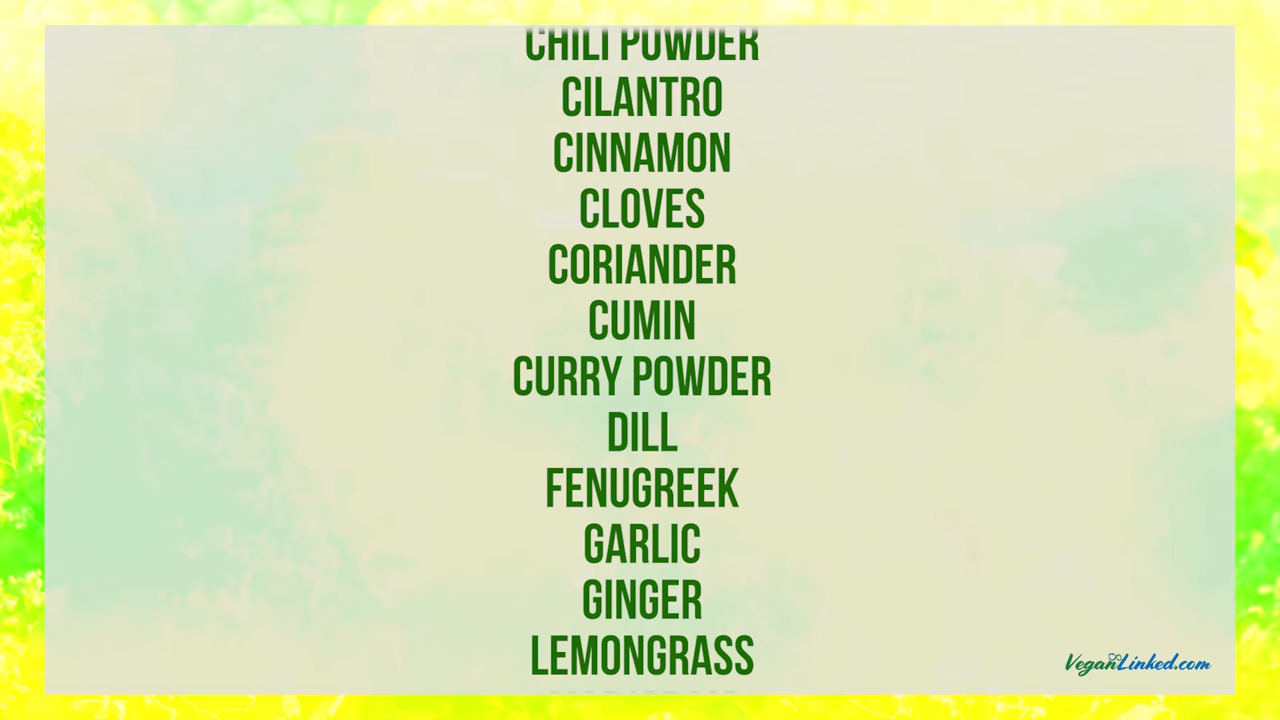 CHILI POWDER
CILANTRO
CINNAMON
CLOVES
CORIANDER
CUMIN
CURRY POWDER
DILL
FENUGREEK
GARLIC
GINGER
LEMONGRASS
VeganLinked.com